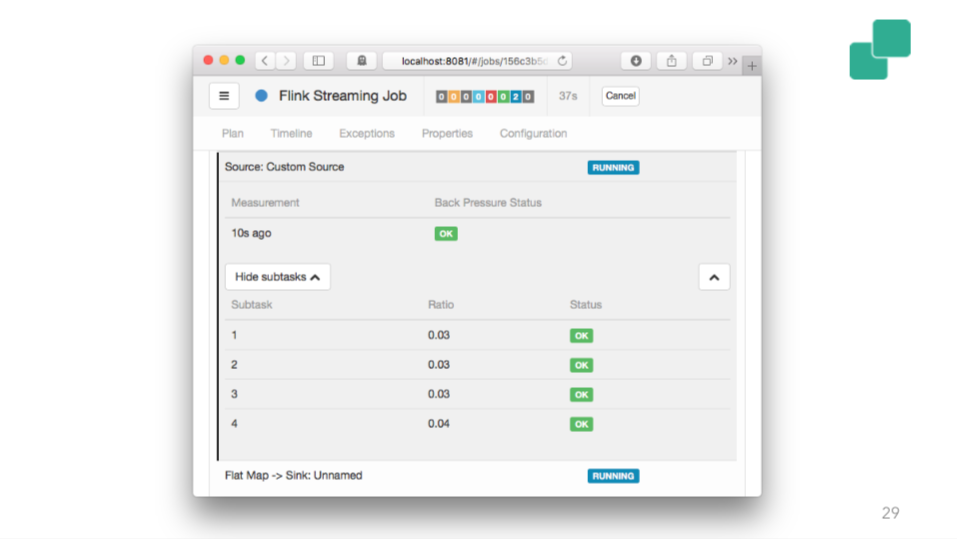 localhost:8081/#/jobs/156c3b5c
Flink Streaming Job 0 0 0 0 0 0 2 0 37s Cancel
Plan Timeline Exceptions Properties Configuration
Source: Custom Source RUNNING
Measurement Back Pressure Status
10s ago OK
Hide subtasks
Subtask Ratio Status
1 0.03 OK
2 0.03 OK
3 0.03 OK
4 0.04 OK
Flat Map -> Sink: Unnamed RUNNING
29